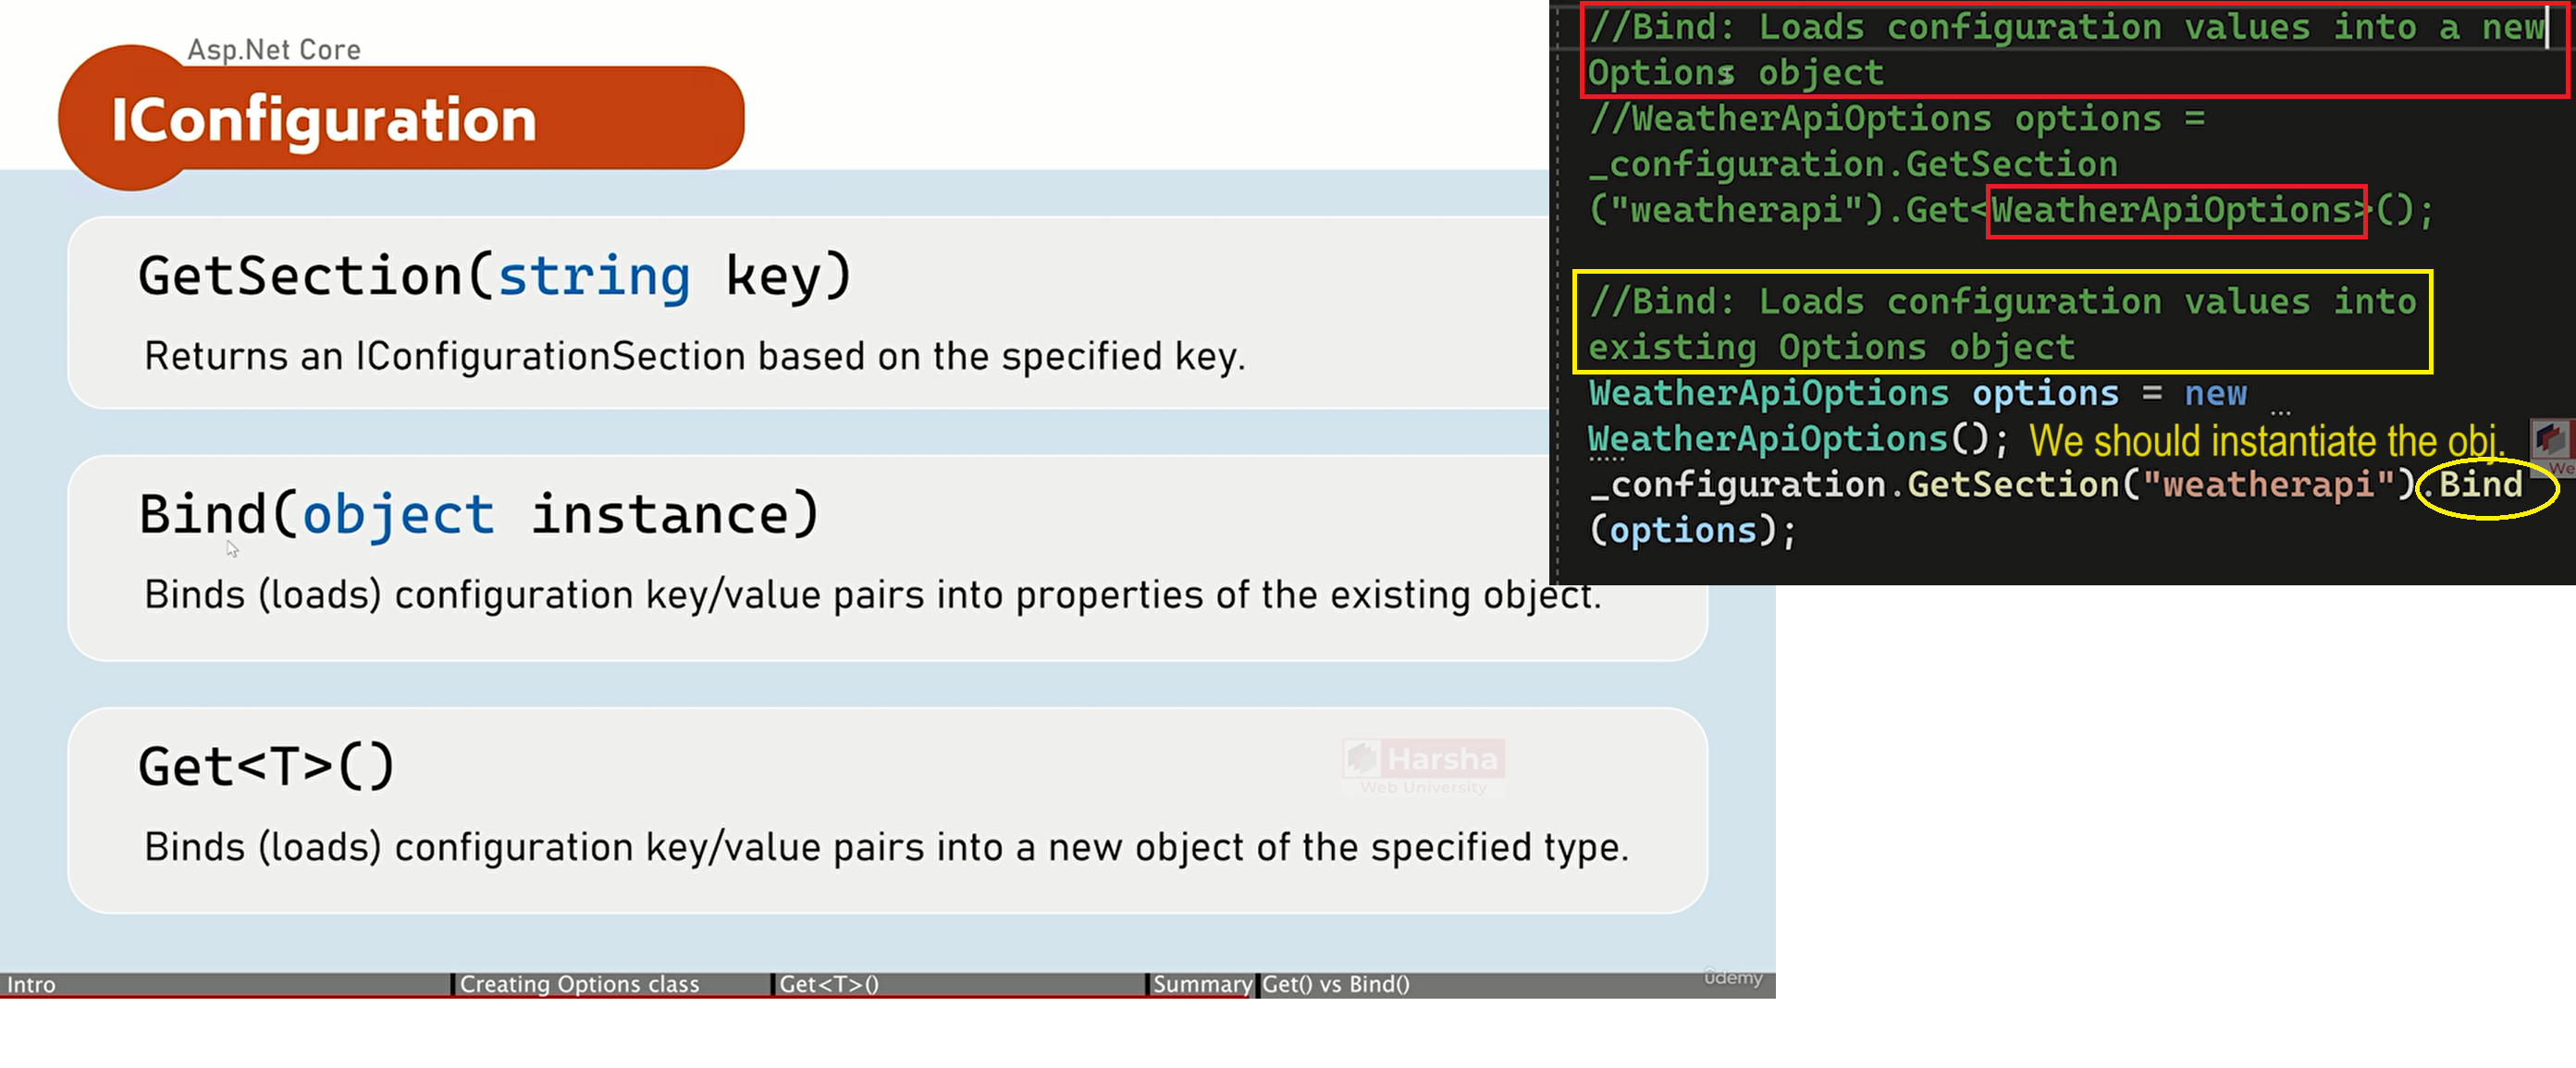 Asp.Net Core
IConfiguration
GetSection(string key)
Returns an IConfigurationSection based on the specified key.
Bind(object instance)
Binds (loads) configuration key/value pairs into properties of the existing object.
Get<T>()
Harsha
Web University
Binds (loads) configuration key/value pairs into a new object of the specified type.
Intro
Creating Options class
Get<T>()
Summary
Get() vs Bind()
ûdemy
//Bind: Loads configuration values into a new
Options object
//WeatherApiOptions options =
_configuration.GetSection
("weatherapi").Get<WeatherApiOptions>();
//Bind: Loads configuration values into
existing Options object
WeatherApiOptions options = new
WeatherApiOptions(); We should instantiate the obj.
_configuration.GetSection("weatherapi").Bind
(options);